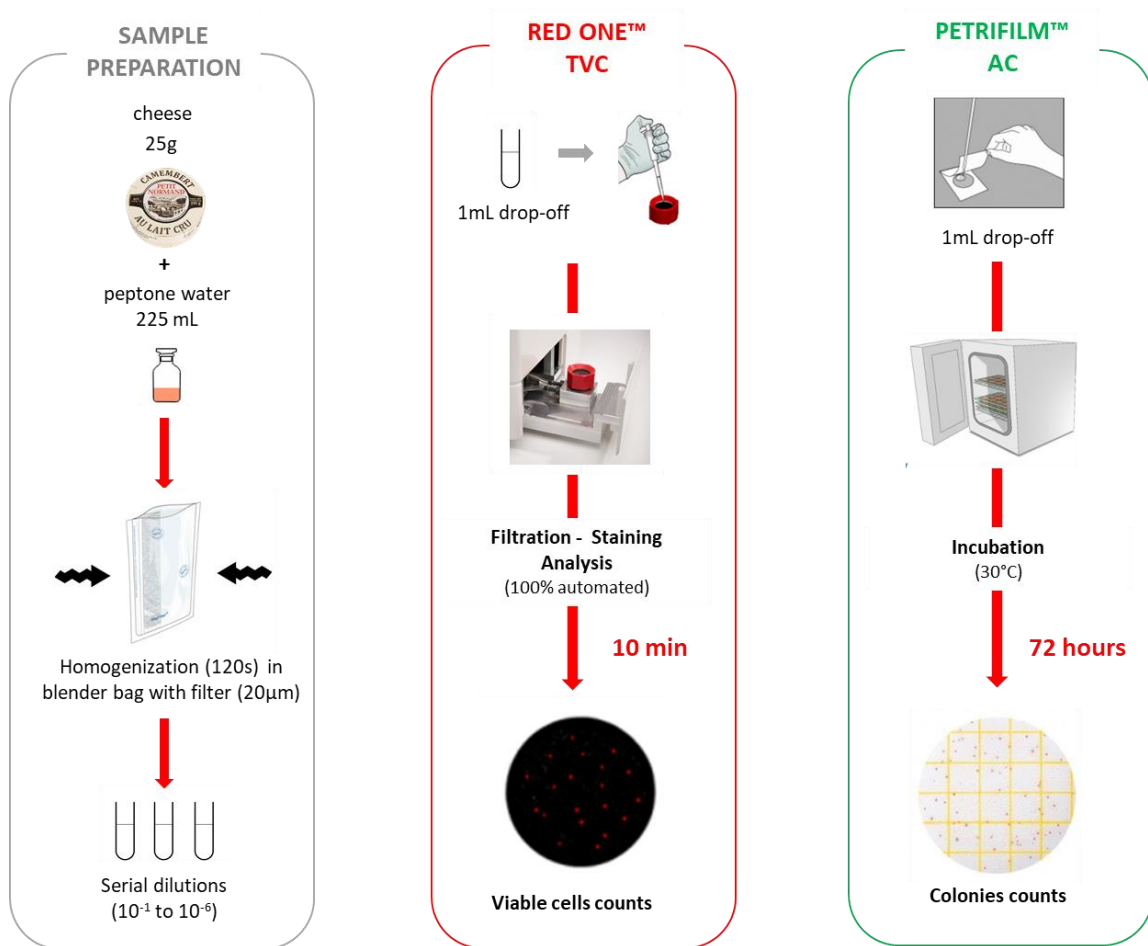 SAMPLE
PREPARATION
cheese
25g
CAMEMBERT
PETIT
NORMAND
AU LAIT CRU
+
peptone water
225 mL
Homogenization (120s) in
blender bag with filter (20µm)
Serial dilutions
(10⁻¹ to 10⁻⁶)
RED ONE™
TVC
1mL drop-off
Filtration - Staining
Analysis
(100% automated)
10 min
Viable cells counts
PETRIFILM™
AC
1mL drop-off
Incubation
(30°C)
72 hours
Colonies counts